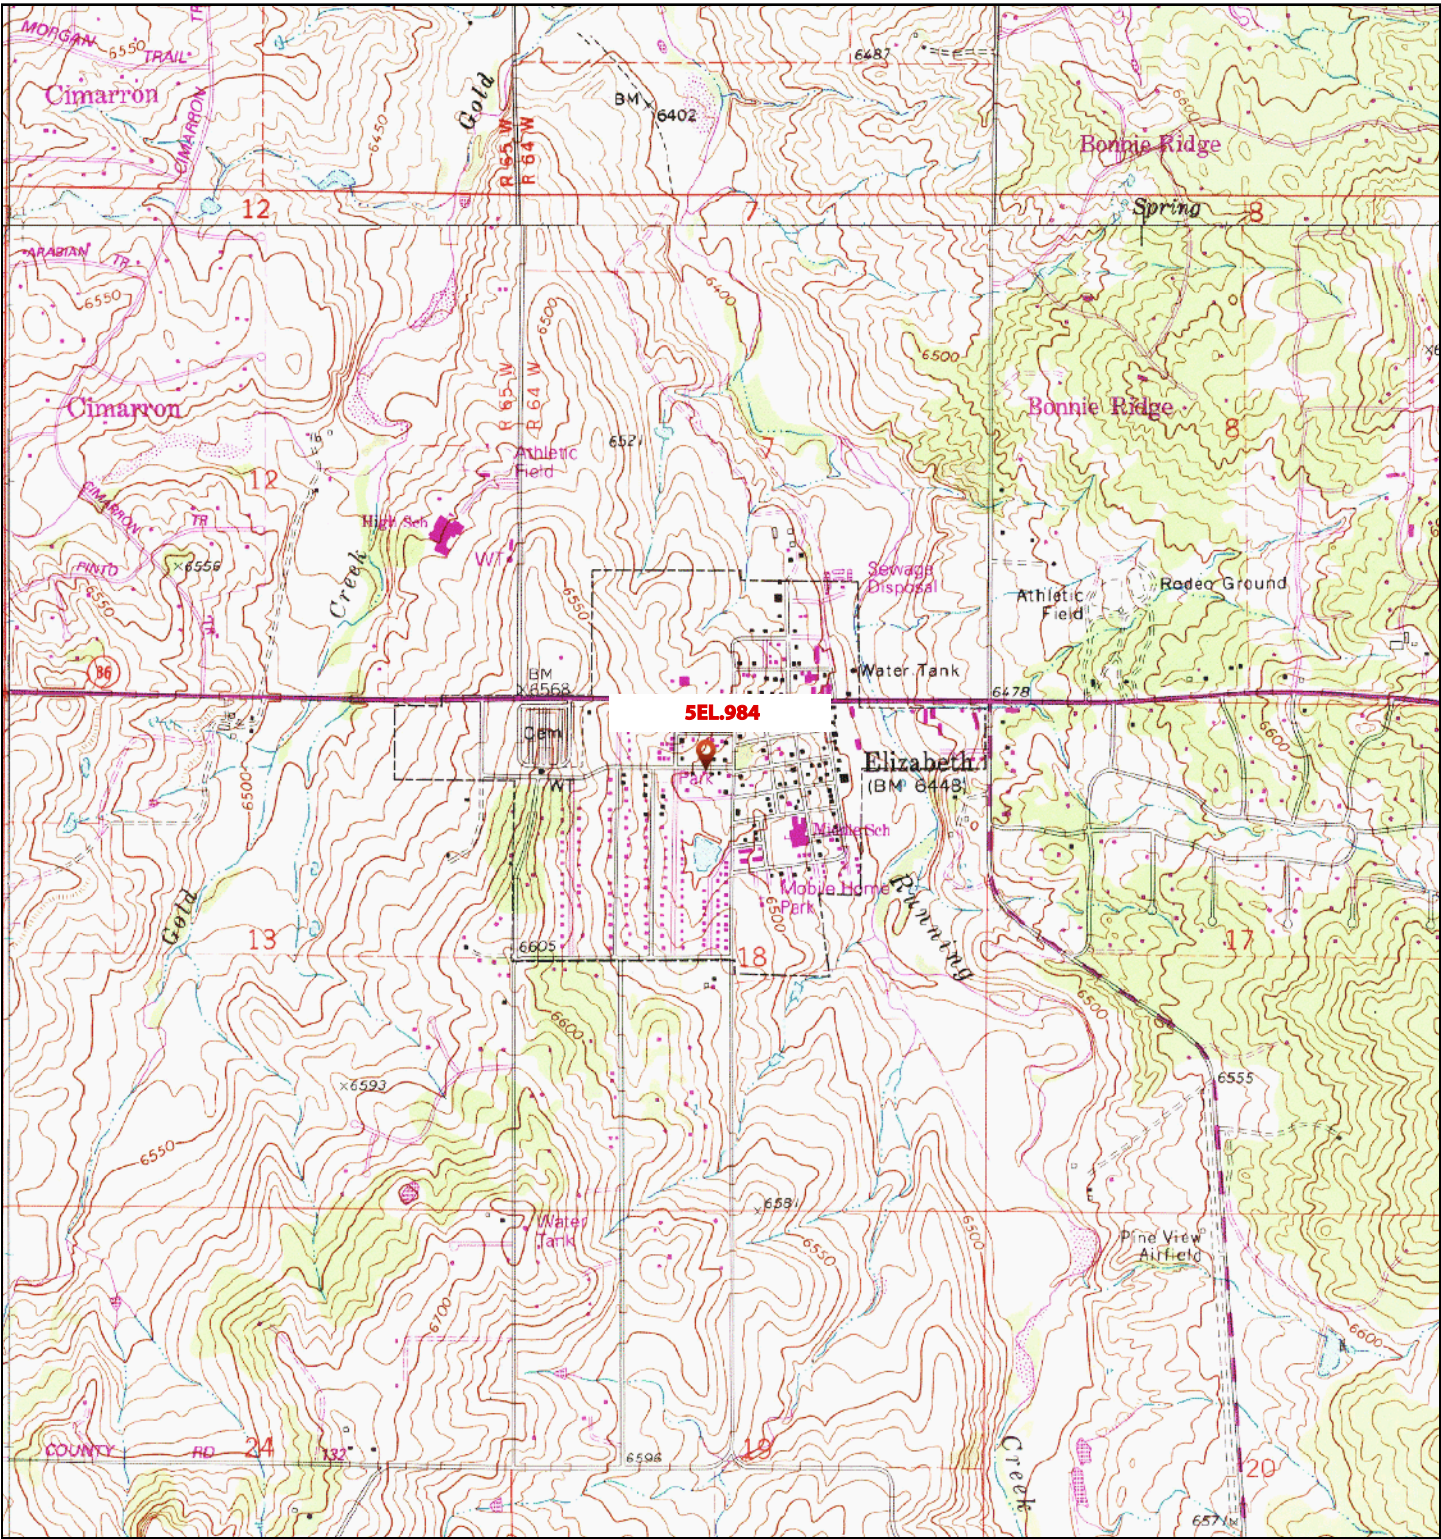 MORGAN
TRAIL
TR
6550
Cimarron
CIMARRON
6450
Gold
R 65 W
R 64 W
BM
6402
6487
6600
Bonnie Ridge
Spring
12
7
8
ARABIAN
TR.
6550
6500
6400
6500
R 65 W
R 64 W
Cimarron
Bonnie Ridge
6521
7
8
Athletic
Field
12
CIMARRON
TR
High Sch
WT
PINTO
×6556
6550
TR
Creek
6550
Sewage
Disposal
Athletic
Field
Rodeo Ground
86
BM
×6568
Water Tank
6478
5EL.984
Cem
WT
Park
Elizabeth
(BM 6448)
6600
6500
Middle Sch
Mobile Home
Park
6500
Gold
Running
13
6605
18
17
6500
6600
×6593
6555
6550
×6581
6500
Water
Tank
6550
Pine View
Airfield
6700
6600
COUNTY RD 132
24
6596
19
Creek
20
6571×